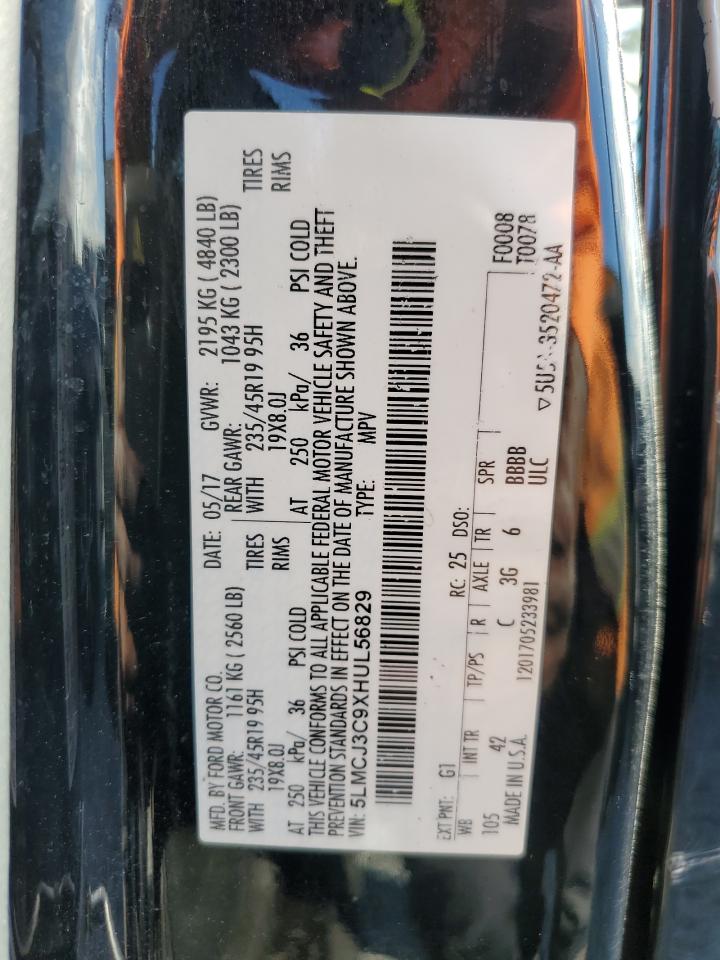 MFD. BY FORD MOTOR CO. DATE: 05/17 GVWR: 2195 KG ( 4840 LB)
FRONT GAWR: 1161 KG ( 2560 LB) REAR GAWR: 1043 KG ( 2300 LB)
WITH 235/45R19 95H TIRES WITH 235/45R19 95H TIRES
19X8.0J RIMS 19X8.0J RIMS
AT 250 kPa/ 36 PSI COLD AT 250 kPa/ 36 PSI COLD
THIS VEHICLE CONFORMS TO ALL APPLICABLE FEDERAL MOTOR VEHICLE SAFETY AND THEFT
PREVENTION STANDARDS IN EFFECT ON THE DATE OF MANUFACTURE SHOWN ABOVE.
VIN: 5LMCJ3C9XHUL56829 TYPE: MPV
EXT PNT: G1 RC: 25 DSO:
WB INT TR TP/PS R AXLE TR SPR F0008
105 42 C 3G 6 BBBB T0078
MADE IN U.S.A. 1201705233981 ULC
3520472-AA